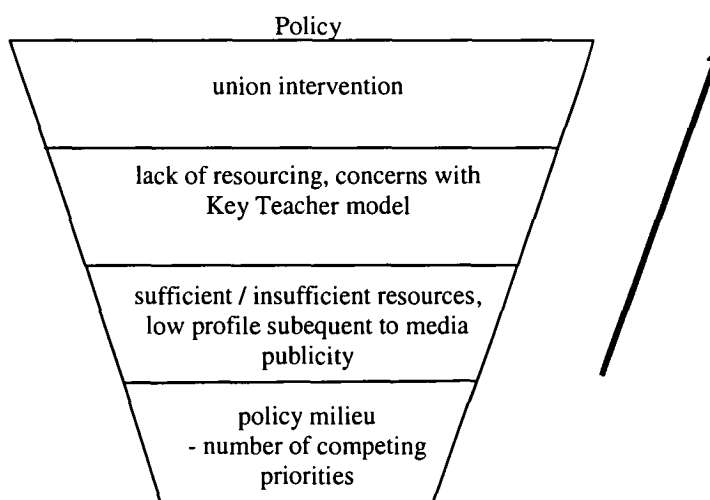 Policy
union intervention
lack of resourcing, concerns with
Key Teacher model
sufficient / insufficient resources,
low profile subequent to media
publicity
policy milieu
- number of competing
priorities